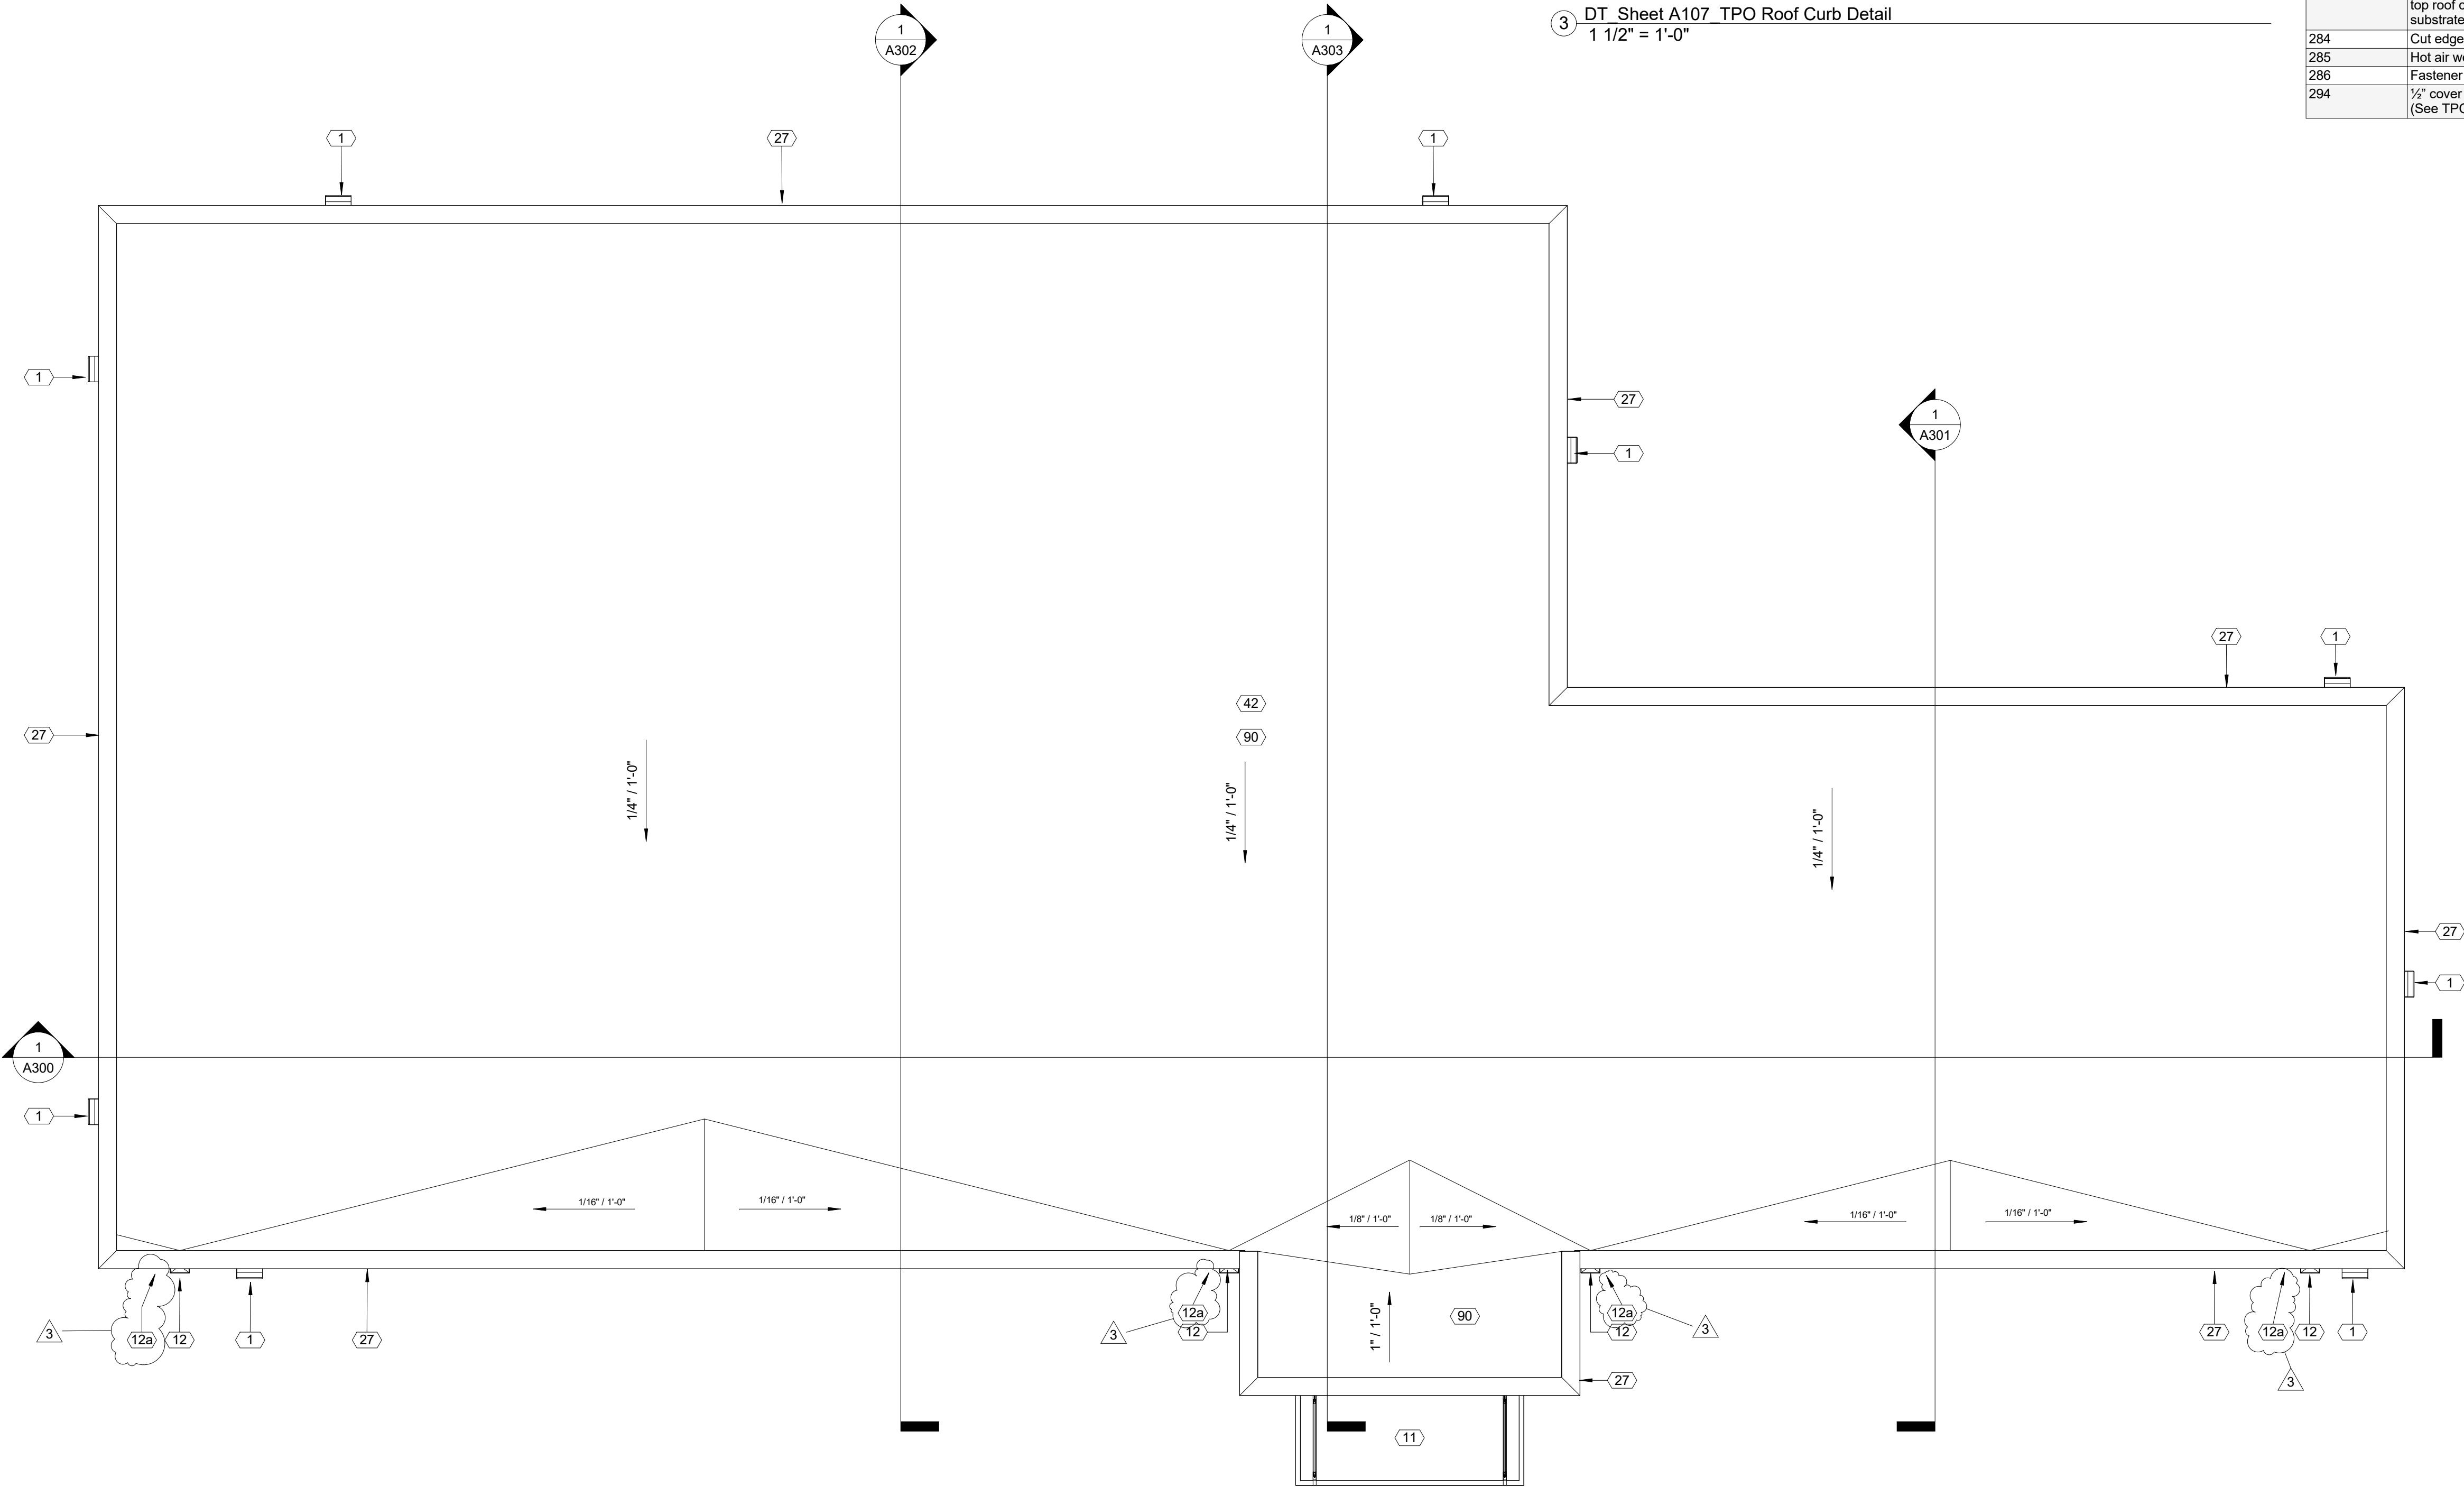 3 DT_Sheet A107_TPO Roof Curb Detail
1 1/2" = 1'-0"
top roof
substrate
284 Cut edge
285 Hot air
286 Fastener
294 ½" cover
(See
1
A302
1
A303
1
27
1
1
27
1
1
A301
27
1
42
27
90
1/4" / 1'-0"
1/4" / 1'-0"
1/4" / 1'-0"
27
1
1
A300
1
1/16" / 1'-0"
1/16" / 1'-0"
1/8" / 1'-0"
1/8" / 1'-0"
1/16" / 1'-0"
1/16" / 1'-0"
3
12a
12
1
27
3
12a
12
1" / 1'-0"
90
12a
12
3
27
27
12a
12
1
3
11